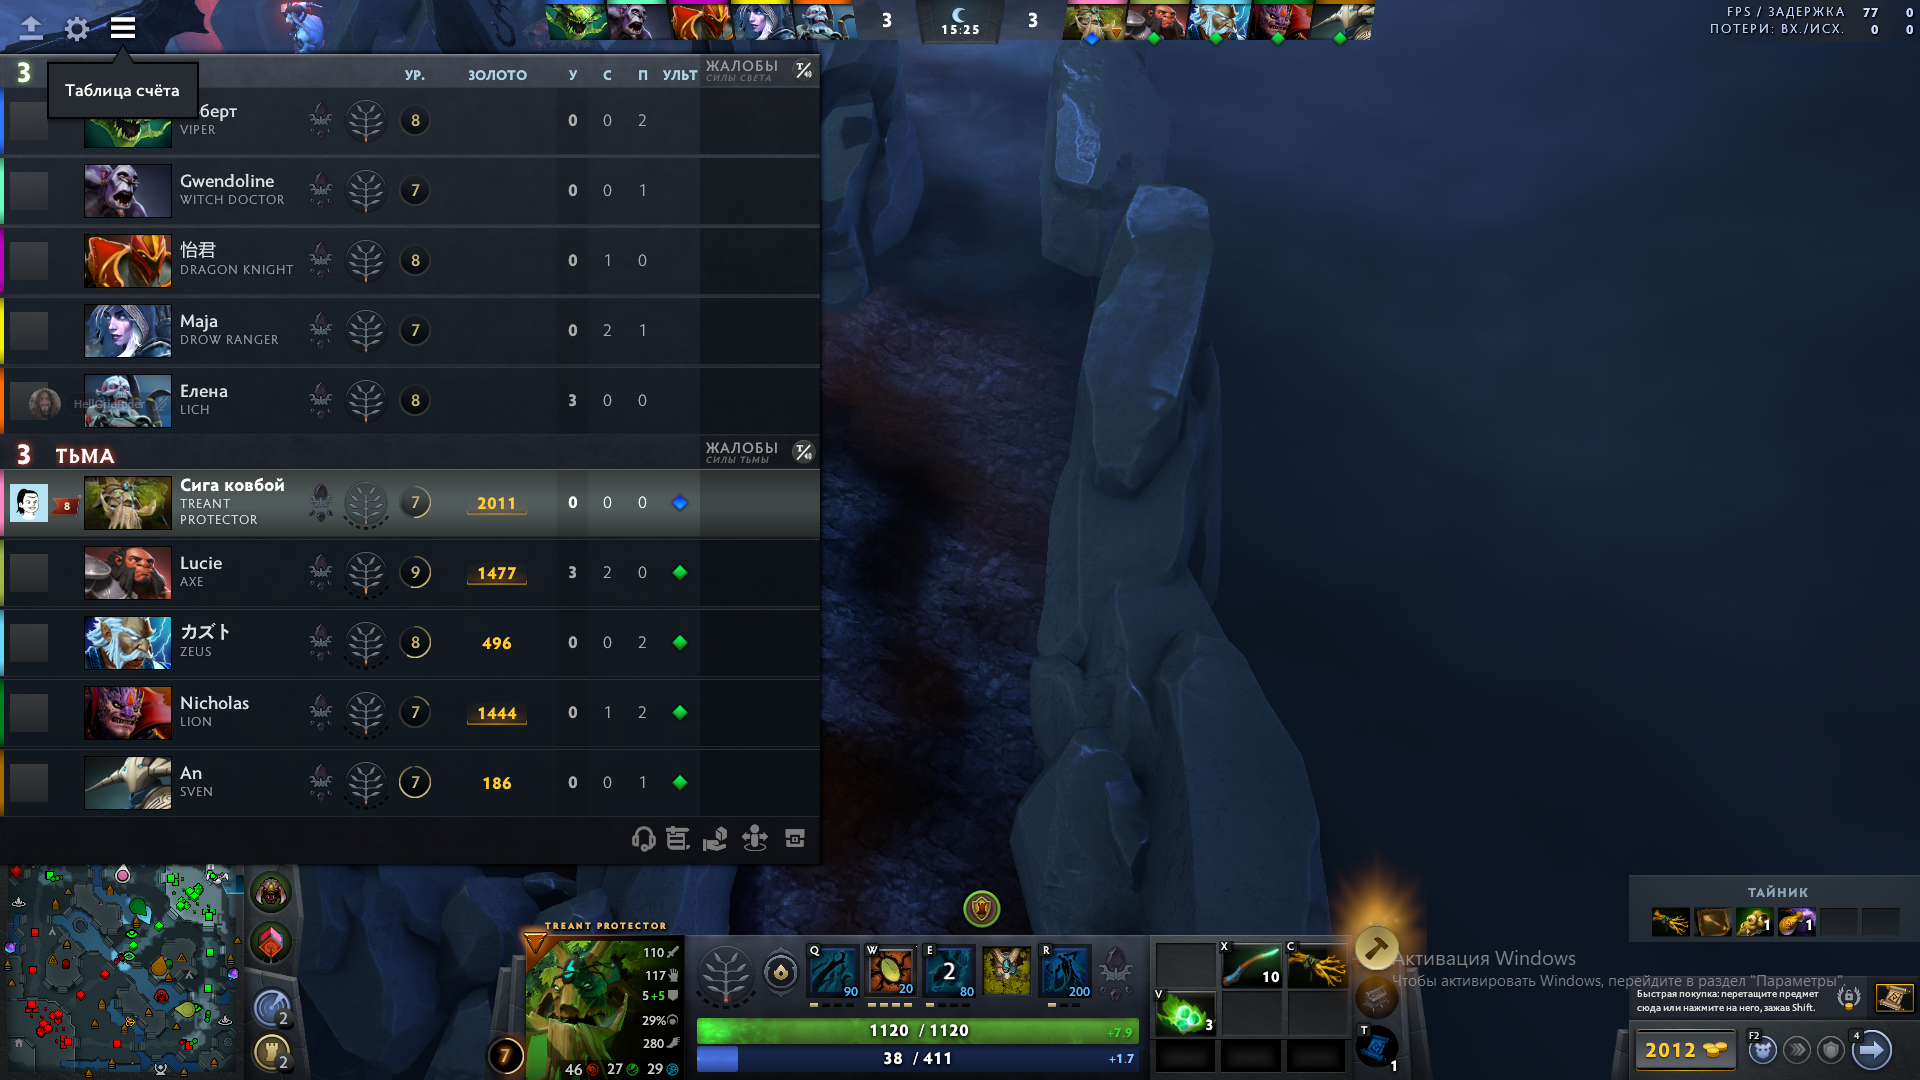 3 15:25 3
FPS / ЗАДЕРЖКА 77 0
ПОТЕРИ: ВХ./ИСХ. 0 0
Таблица счёта
3 УР. ЗОЛОТО У С П УЛЬТ ЖАЛОБЫ
СИЛЫ СВЕТА
берт
VIPER
8 0 0 2
Gwendoline
WITCH DOCTOR
7 0 0 1
怡君
DRAGON KNIGHT
8 0 1 0
Maja
DROW RANGER
7 0 2 1
Елена
LICH
8 3 0 0
3 ТЬМА ЖАЛОБЫ
СИЛЫ ТЬМЫ
8
Сига ковбой
TREANT
PROTECTOR
7 2011 0 0 0
Lucie
AXE
9 1477 3 2 0
カズト
ZEUS
8 496 0 0 2
Nicholas
LION
7 1444 0 1 2
An
SVEN
7 186 0 0 1
2
2
TREANT PROTECTOR
110
117
5 +5
29%
280
7
46 27 29
Q 90
W 20
E 2 80
R 200
1120 / 1120 +7.9
38 / 411 +1.7
X 10
C
V 3
T 1
ТАЙНИК
1 1
Активация Windows
Чтобы активировать Windows, перейдите в раздел "Параметры".
Быстрая покупка: перетащите предмет
сюда или нажмите на него, зажав Shift.
2012 F2 4